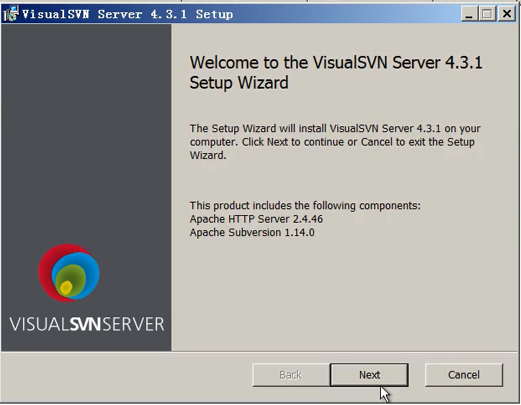 VisualSVN Server 4.3.1 Setup
Welcome to the VisualSVN Server 4.3.1
Setup Wizard
The Setup Wizard will install VisualSVN Server 4.3.1 on your
computer. Click Next to continue or Cancel to exit the Setup
Wizard.
This product includes the following components:
Apache HTTP Server 2.4.46
Apache Subversion 1.14.0
VISUALSVNSERVER
Back
Next
Cancel